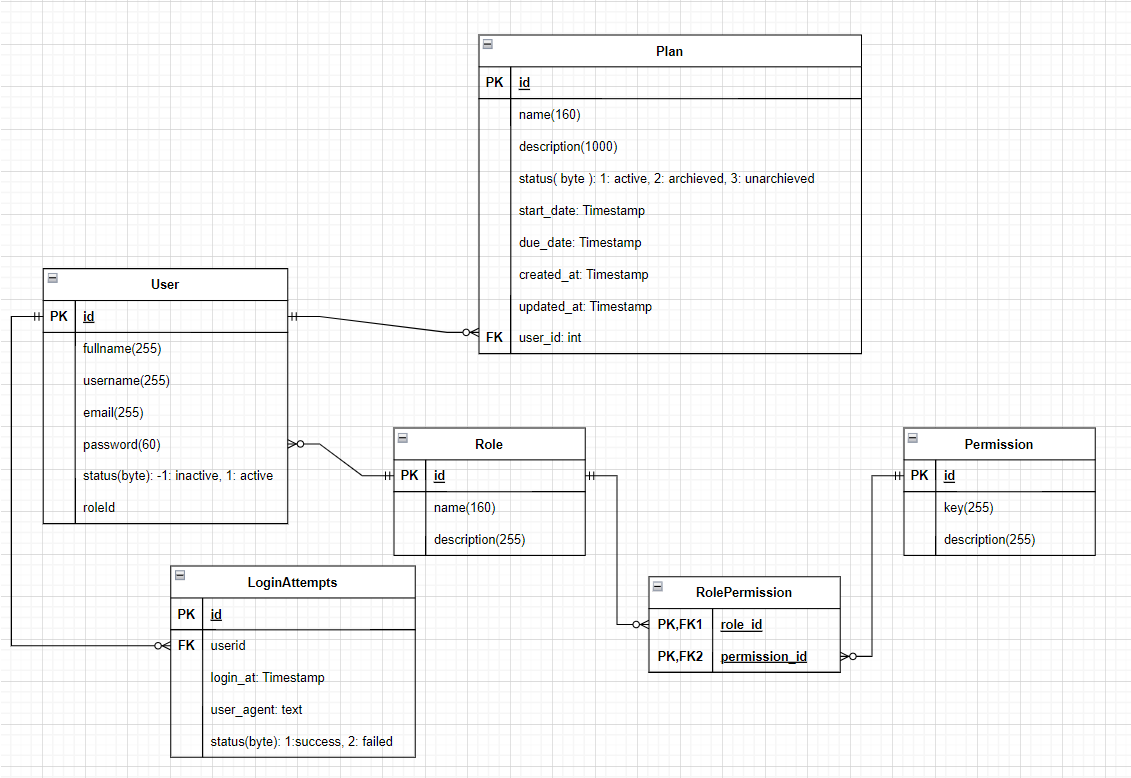 Plan
PK id
name(160)
description(1000)
status( byte ): 1: active, 2: archieved, 3: unarchieved
start_date: Timestamp
due_date: Timestamp
created_at: Timestamp
updated_at: Timestamp
FK user_id: int
User
PK id
fullname(255)
username(255)
email(255)
password(60)
status(byte): -1: inactive, 1: active
roleId
Role
PK id
name(160)
description(255)
Permission
PK id
key(255)
description(255)
LoginAttempts
PK id
FK userid
login_at: Timestamp
user_agent: text
status(byte): 1:success, 2: failed
RolePermission
PK,FK1 role_id
PK,FK2 permission_id